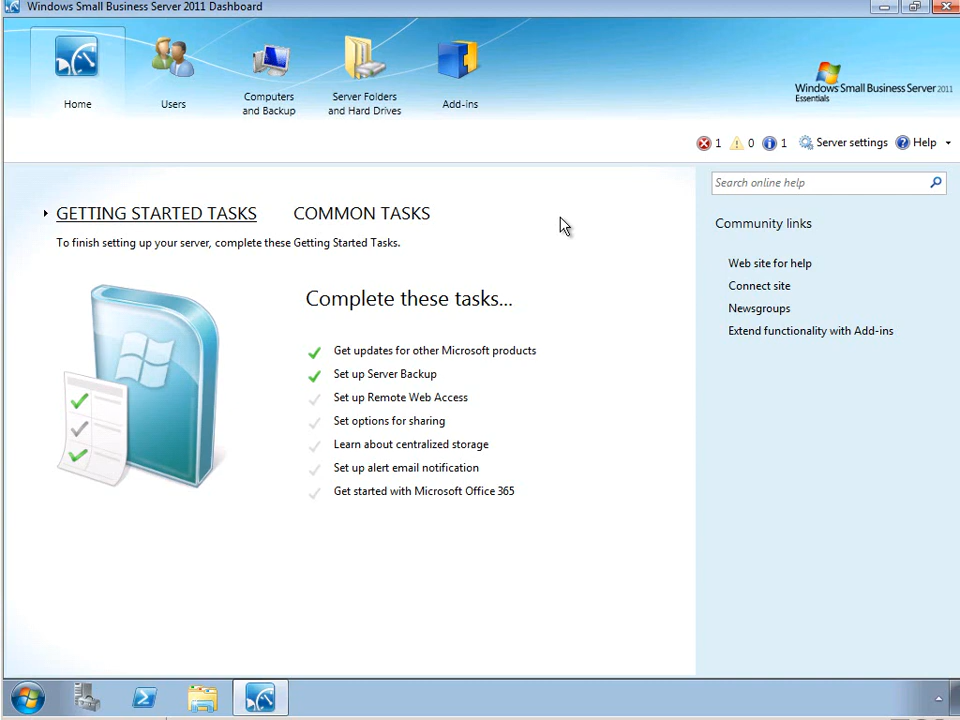 Windows Small Business Server 2011 Dashboard
Home
Users
Computers
and Backup
Server Folders
and Hard Drives
Add-ins
Windows Small Business Server 2011
Essentials
1 0 1 Server settings Help
Search online help
GETTING STARTED TASKS COMMON TASKS
To finish setting up your server, complete these Getting Started Tasks.
Complete these tasks...
Get updates for other Microsoft products
Set up Server Backup
Set up Remote Web Access
Set options for sharing
Learn about centralized storage
Set up alert email notification
Get started with Microsoft Office 365
Community links
Web site for help
Connect site
Newsgroups
Extend functionality with Add-ins